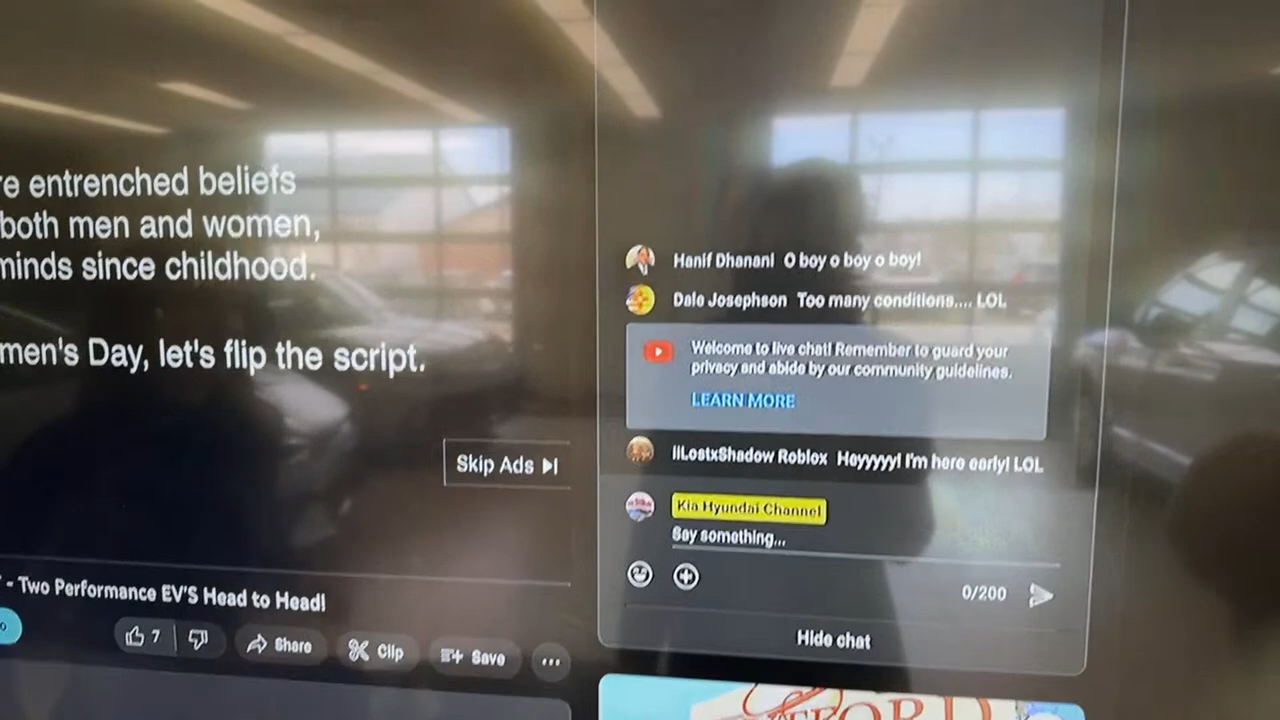 re entrenched beliefs
both men and women,
minds since childhood.
men's Day, let's flip the script.
Skip Ads
- Two Performance EV'S Head to Head!
7
Share
Clip
Save
Hanif Dhanani O boy o boy o boy!
Dale Josephson Too many conditions.... LOL
Welcome to live chat! Remember to guard your
privacy and abide by our community guidelines.
LEARN MORE
liLostxShadow Roblox Heyyyyy! I'm here early! LOL
Kia Hyundai Channel
Say something...
0/200
Hide chat